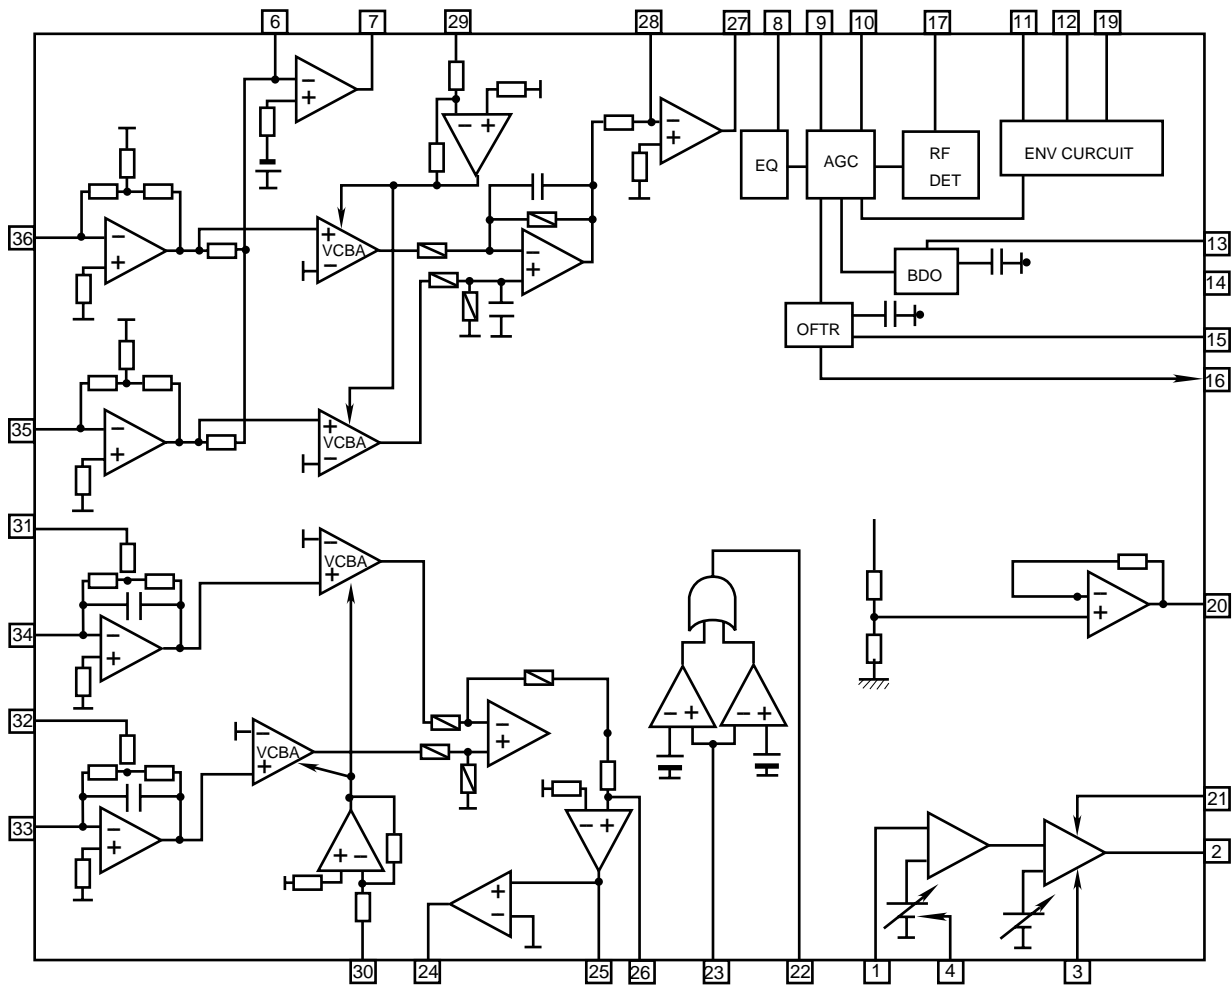 6 7 29 28 27 8 9 10 17 11 12 19
− +
− +
− +
EQ AGC RF DET ENV CURCUIT
36
− +
+ VCBA −
− +
13
BDO
14
OFTR
15
16
35
− +
+ VCBA −
31
− VCBA +
34
− +
− +
20
32
− VCBA +
− +
− + − +
33
− +
+ −
− +
21
2
+ −
30 24 25 26 23 22 1 4 3